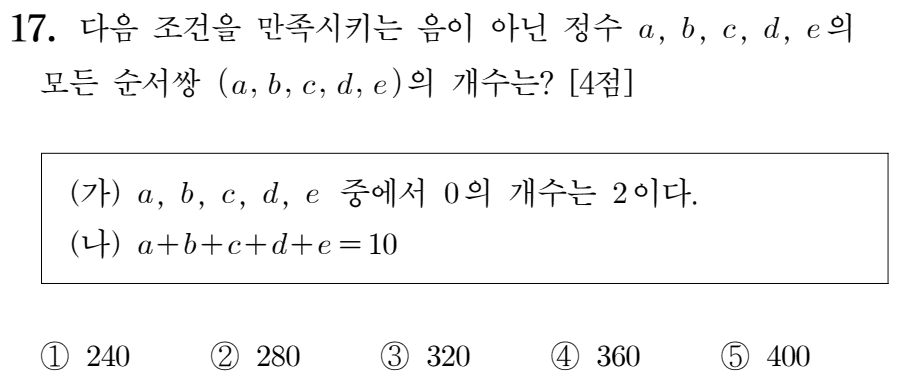 17. 다음 조건을 만족시키는 음이 아닌 정수 a, b, c, d, e의
모든 순서쌍 (a, b, c, d, e)의 개수는? [4점]
(가) a, b, c, d, e 중에서 0의 개수는 2이다.
(나) a+b+c+d+e=10
① 240 ② 280 ③ 320 ④ 360 ⑤ 400